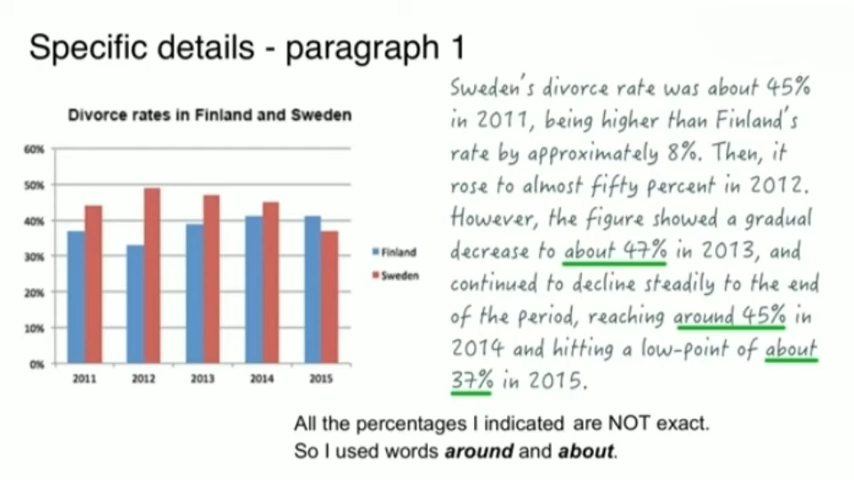 Specific details - paragraph 1
Divorce rates in Finland and Sweden
60%
50%
40%
30%
20%
10%
0%
2011 2012 2013 2014 2015
Finland
Sweden
Sweden's divorce rate was about 45%
in 2011, being higher than Finland's
rate by approximately 8%. Then, it
rose to almost fifty percent in 2012.
However, the figure showed a gradual
decrease to about 47% in 2013, and
continued to decline steadily to the end
of the period, reaching around 45% in
2014 and hitting a low-point of about
37% in 2015.
All the percentages I indicated are NOT exact.
So I used words around and about.